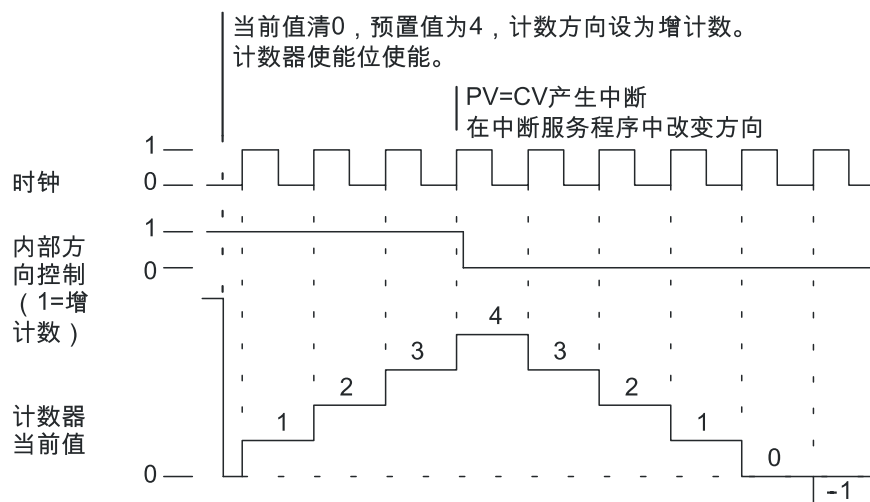 当前值清0，预置值为4，计数方向设为增计数。
计数器使能位使能。
PV=CV产生中断
在中断服务程序中改变方向
时钟
1
0
内部方
向控制
（1=增
计数）
1
0
计数器
当前值
0
1
2
3
4
3
2
1
0
-1